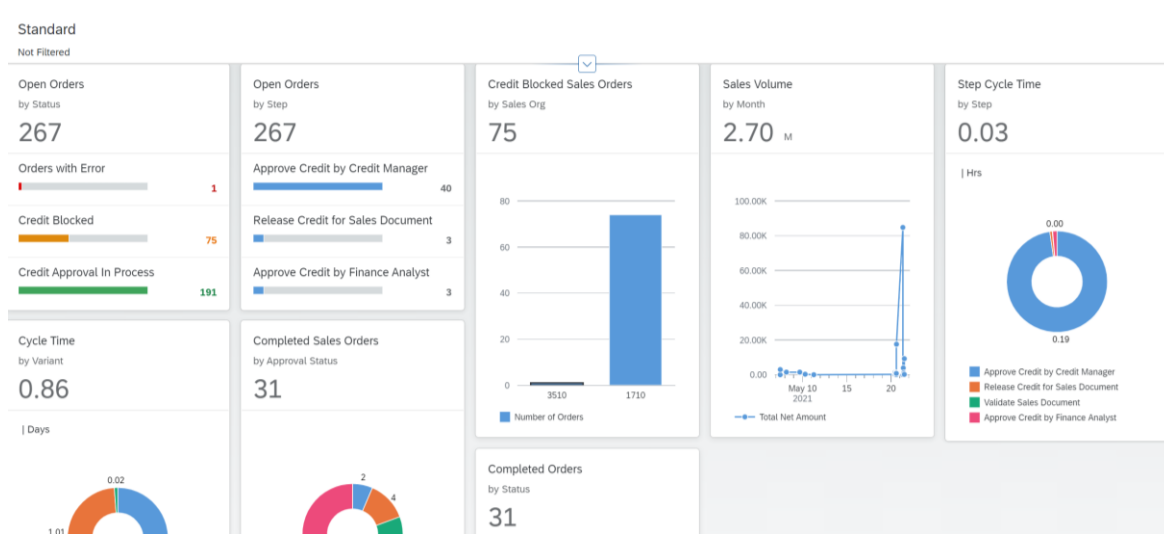 Standard
Not Filtered
Open Orders
by Status
267
Orders with Error
1
Credit Blocked
75
Credit Approval In Process
191
Open Orders
by Step
267
Approve Credit by Credit Manager
40
Release Credit for Sales Document
3
Approve Credit by Finance Analyst
3
Credit Blocked Sales Orders
by Sales Org
75
80
60
40
20
0
3510 1710
Number of Orders
Sales Volume
by Month
2.70 M
100.00K
80.00K
60.00K
40.00K
20.00K
0.00
May 10 15 20
2021
Total Net Amount
Step Cycle Time
by Step
0.03
| Hrs
0.00
0.19
Approve Credit by Credit Manager
Release Credit for Sales Document
Validate Sales Document
Approve Credit by Finance Analyst
Cycle Time
by Variant
0.86
| Days
0.02
1.01
Completed Sales Orders
by Approval Status
31
2
4
Completed Orders
by Status
31